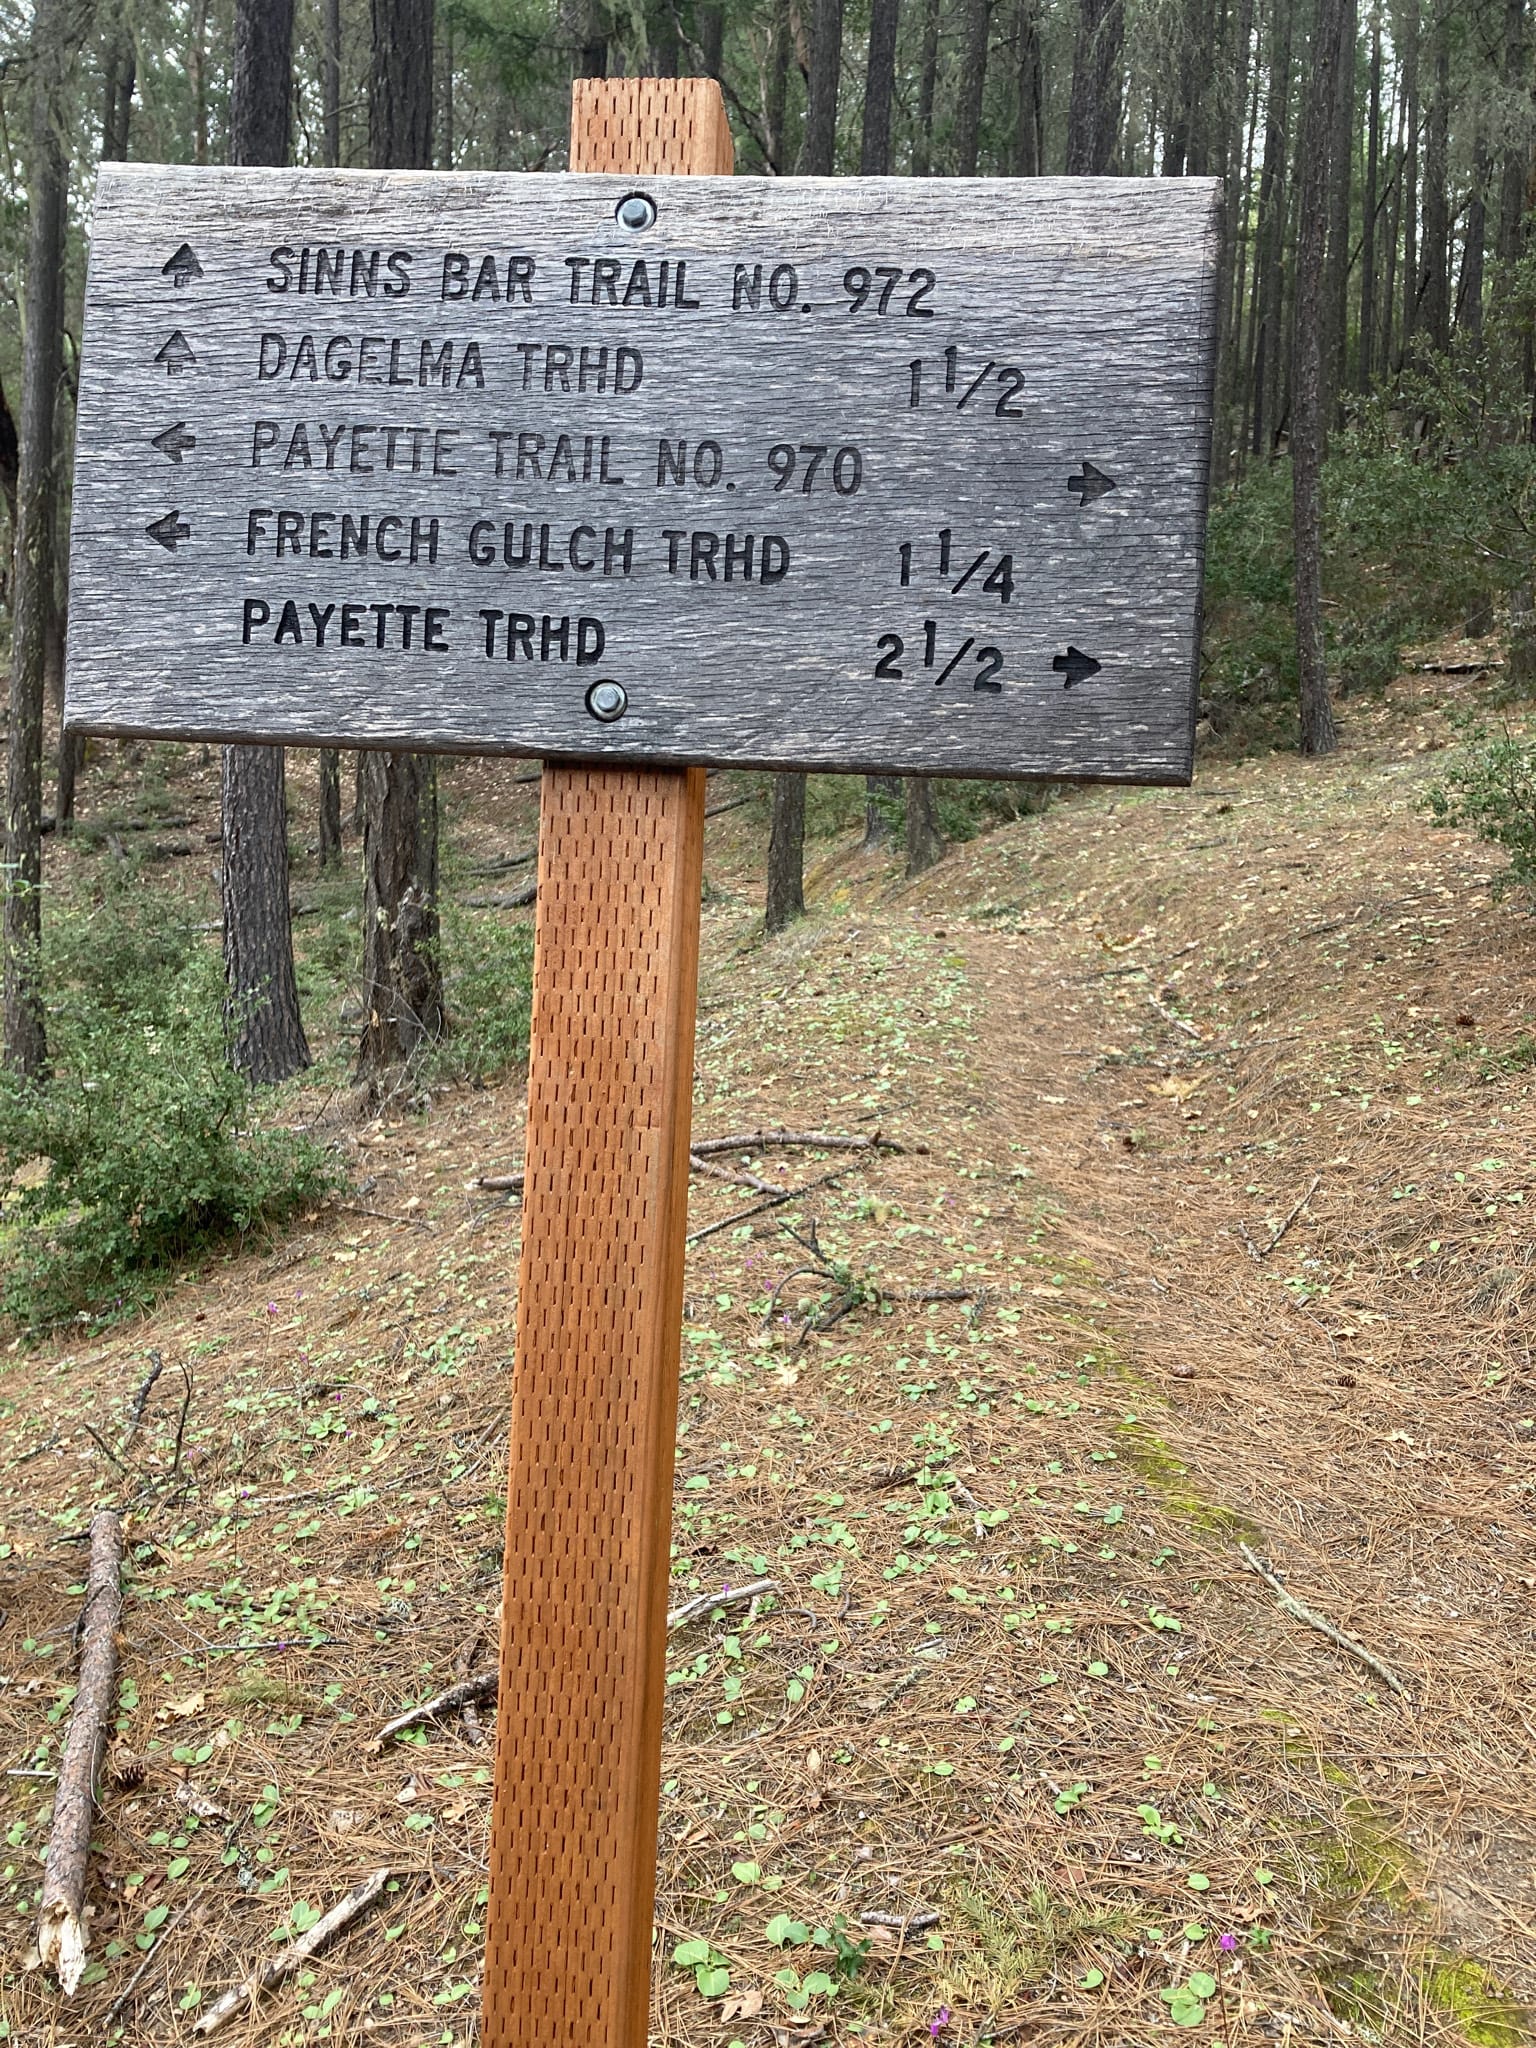 SINNS BAR TRAIL NO. 972
DAGELMA TRHD 1 1/2
PAYETTE TRAIL NO. 970
FRENCH GULCH TRHD 1 1/4
PAYETTE TRHD 2 1/2